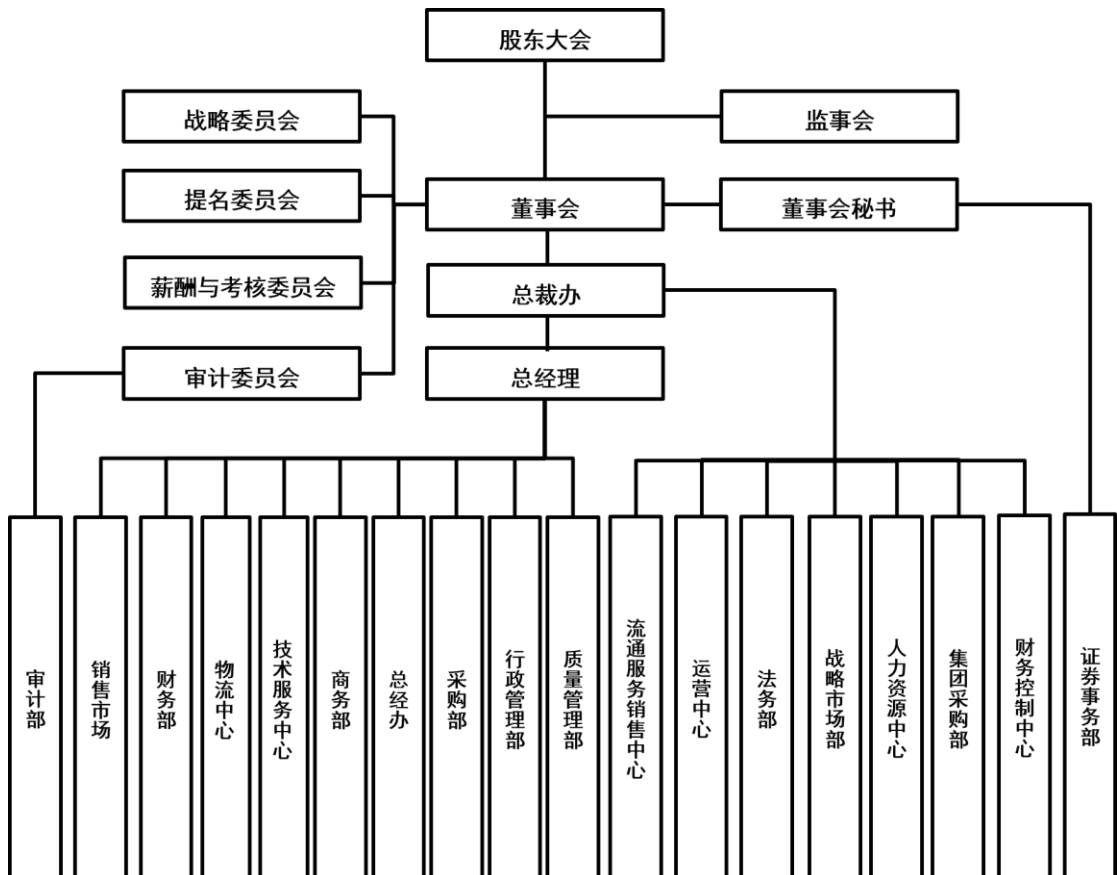 股东大会
战略委员会
监事会
提名委员会
董事会
董事会秘书
薪酬与考核委员会
总裁办
审计委员会
总经理
审计部
销售市场
财务部
物流中心
技术服务中心
商务部
总经办
采购部
行政管理部
质量管理部
流通服务销售中心
运营中心
法务部
战略市场部
人力资源中心
集团采购部
财务控制中心
证券事务部